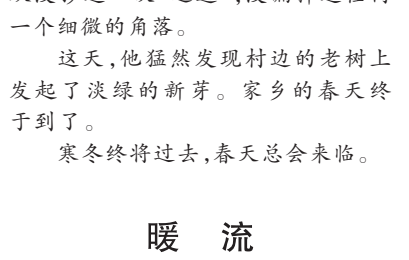 一个细微的角落。
这天,他猛然发现村边的老树上
发起了淡绿的新芽。家乡的春天终
于到了。
寒冬终将过去,春天总会来临。
暖 流